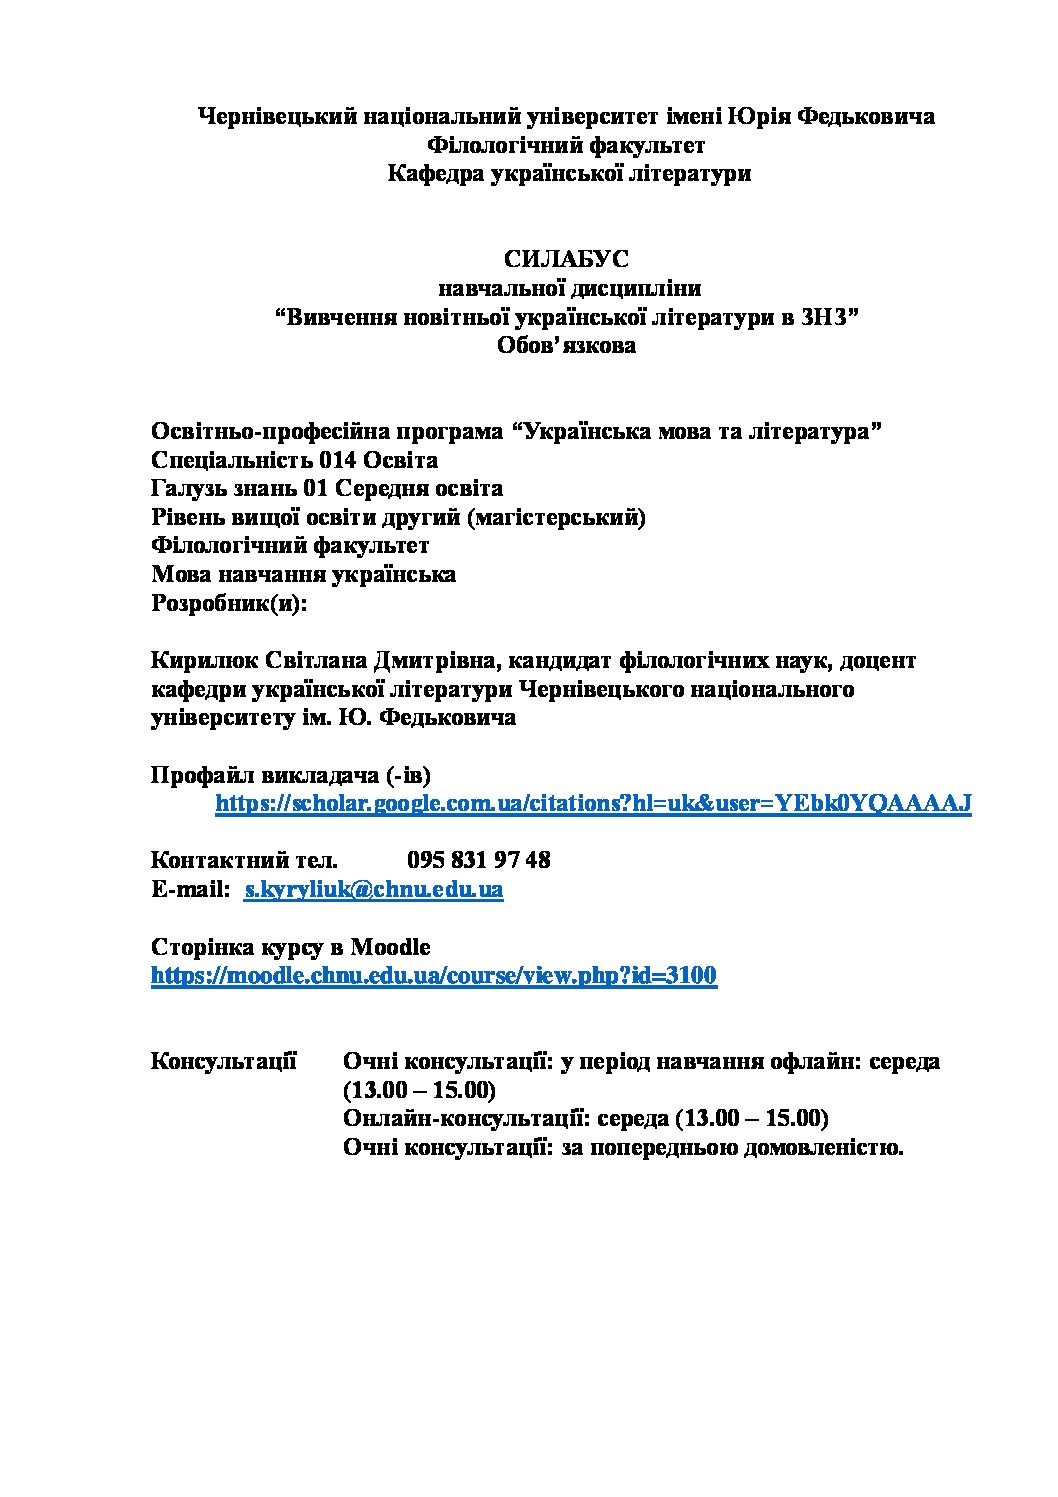 Чернівецький національний університет імені Юрія Федьковича
Філологічний факультет
Кафедра української літератури
СИЛАБУС
навчальної дисципліни
“Вивчення новітньої української літератури в ЗНЗ”
Обов’язкова
Освітньо-професійна програма “Українська мова та література”
Спеціальність 014 Освіта
Галузь знань 01 Середня освіта
Рівень вищої освіти другий (магістерський)
Філологічний факультет
Мова навчання українська
Розробник(и):
Кирилюк Світлана Дмитрівна, кандидат філологічних наук, доцент
кафедри української літератури Чернівецького національного
університету ім. Ю. Федьковича
Профайл викладача (-ів)
https://scholar.google.com.ua/citations?hl=uk&user=YEbk0YQAAAAJ
Контактний тел. 095 831 97 48
E-mail: s.kyryliuk@chnu.edu.ua
Сторінка курсу в Moodle
https://moodle.chnu.edu.ua/course/view.php?id=3100
Консультації Очні консультації: у період навчання офлайн: середа
(13.00 – 15.00)
Онлайн-консультації: середа (13.00 – 15.00)
Очні консультації: за попередньою домовленістю.